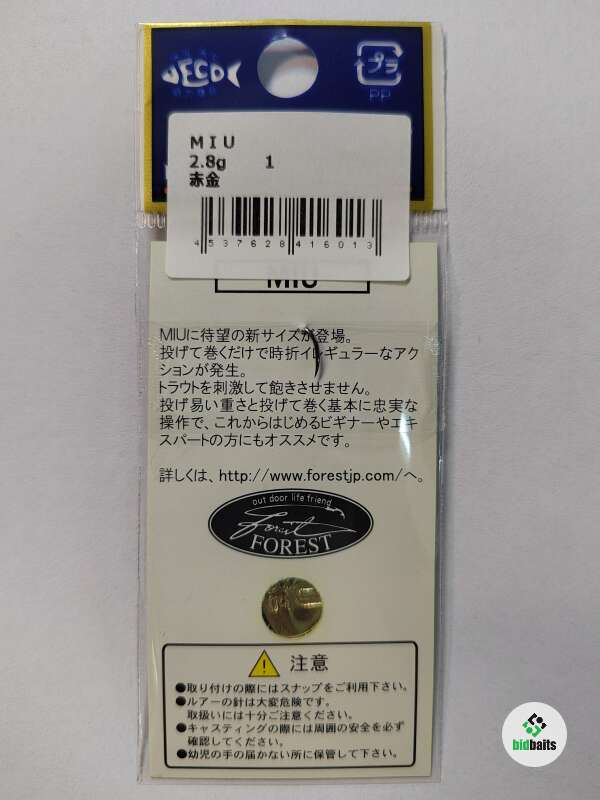 ECO
プラ
PP
MIU
2.8g 1
赤金
4537628416013
MIU
MIUに待望の新サイズが登場。
投げて巻くだけで時折イレギュラーなアク
ションが発生。
トラウトを刺激して飽きさせません。
投げ易い重さと投げて巻く基本に忠実な
操作で、これからはじめるビギナーやエキ
スパートの方にもオススメです。
詳しくは、http://www.forestjp.com/へ。
out door life friend
Forest
FOREST
注意
●取り付けの際にはスナップをご利用下さい。
●ルアーの針は大変危険です。
取扱いには十分ご注意ください。
●キャスティングの際には周囲の安全を必ず
確認してください。
●幼児の手の届かない所に保管して下さい。
bidbaits